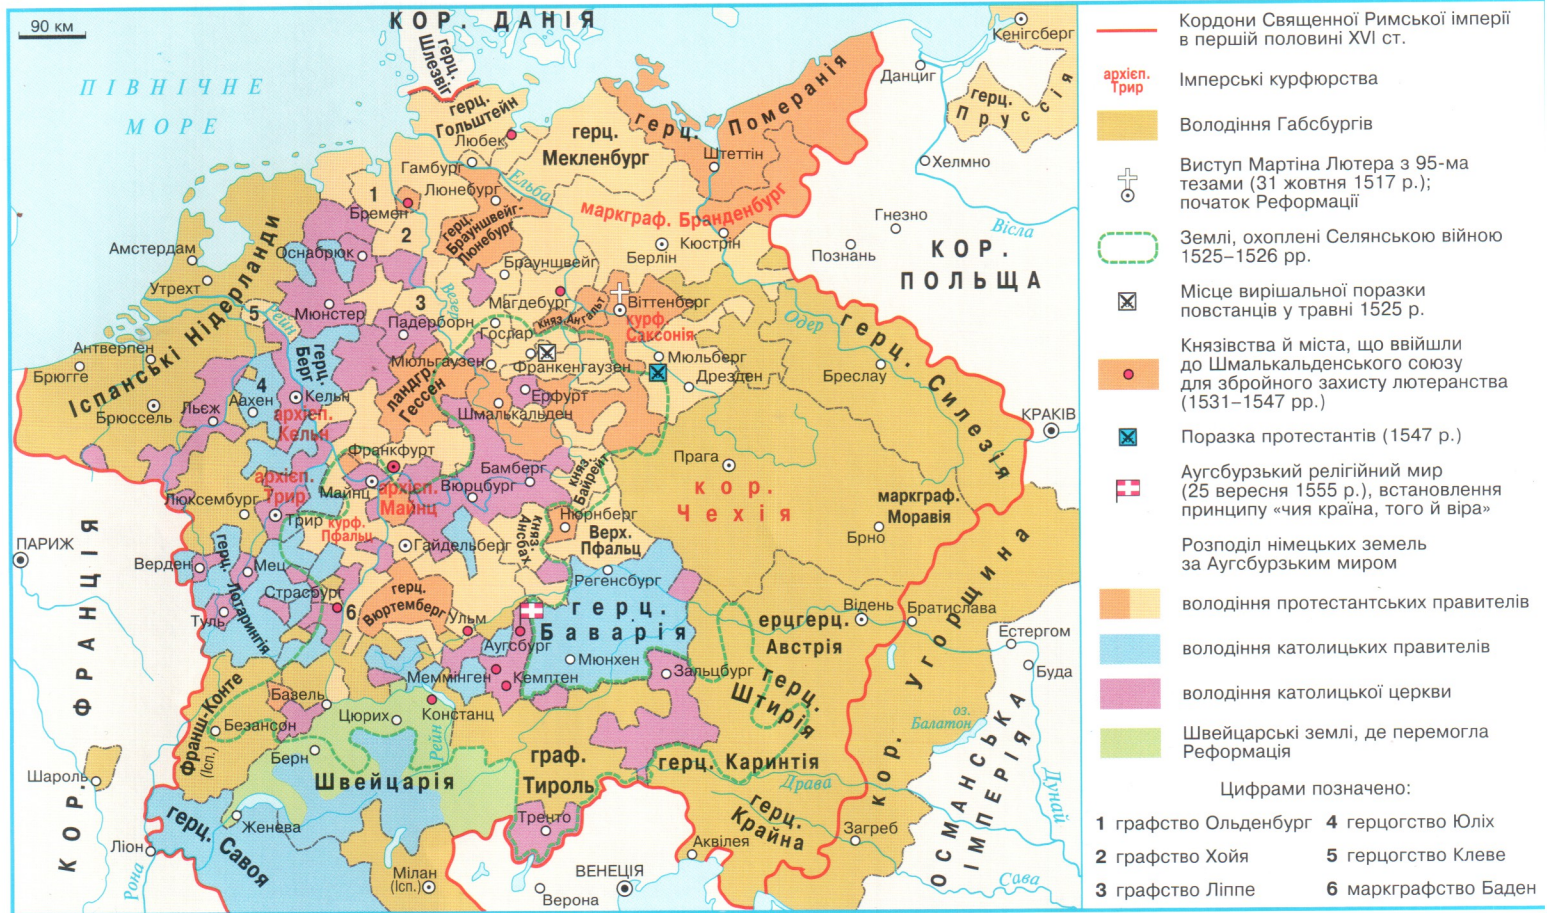 90 км
КОР. ДАНІЯ
ПІВНІЧНЕ
МОРЕ
герц.
Шлезвіг
герц.
Гольштейн
Любек
Гамбург
герц.
Мекленбург
герц. Померанія
Штеттін
Данциг
Кенігсберг
герц.
Пруссія
Хелмно
Гнезно
Познань
Вісла
КОР.
ПОЛЬЩА
1
Бремен
Люнебург
Ельба
2
герц.
Брауншвейг-
Люнебург
маркграф. Бранденбург
Кюстрін
Берлін
Амстердам
Утрехт
Оснабрюк
Брауншвейг
Везер
3
Магдебург
Віттенберг
княз. Ангальт
курф.
Саксонія
Іспанські Нідерланди
5
Рейн
Мюнстер
Падерборн
Гослар
Одер
герц. Силезія
Антверпен
Брюгге
герц.
Берг
Мюльгаузен
Франкенгаузен
Мюльберг
Дрезден
Бреслау
4
Аахен
Кельн
ландгр.
Гессен
Ерфурт
Брюссель
Льєж
архієп.
Кельн
Шмалькальден
КРАКІВ
Франкфурт
Прага
архієп.
Трир
Майнц
архієп.
Майнц
Бамберг
Вюрцбург
княз.
Байрейт
кор.
Чехія
маркграф.
Моравія
Люксембург
Трир
курф.
Пфальц
княз.
Ансбах
Нюрнберг
Верх.
Пфальц
Брно
ПАРИЖ
Гайдельберг
Верден
Мец
герц. Лотарингія
Регенсбург
Страсбург
6
герц.
Вюртемберг
герц.
Баварія
Туль
Ульм
Аугсбург
Мюнхен
ерцгерц.
Австрія
Відень
Братислава
Естергом
Буда
КОР. ФРАНЦІЯ
кор. Угорщина
Меммінген
Кемптен
Зальцбург
герц.
Штирія
Франш-Конте
(Ісп.)
Базель
Безансон
Цюрих
Констанц
Рейн
оз.
Балатон
Берн
Швейцарія
граф.
Тироль
герц. Каринтія
Драва
Шароль
герц. Савоя
Женева
Тренто
герц.
Крайна
Загреб
ОСМАНСЬКА
ІМПЕРІЯ
Дунай
Ліон
Рона
Мілан
(Ісп.)
Аквілея
ВЕНЕЦІЯ
Верона
Сава
Кордони Священної Римської імперії
в першій половині XVI ст.
архієп.
Трир
Імперські курфюрства
Володіння Габсбургів
Виступ Мартіна Лютера з 95-ма
тезами (31 жовтня 1517 р.);
початок Реформації
Землі, охоплені Селянською війною
1525–1526 рр.
Місце вирішальної поразки
повстанців у травні 1525 р.
Князівства й міста, що ввійшли
до Шмалькальденського союзу
для збройного захисту лютеранства
(1531–1547 рр.)
Поразка протестантів (1547 р.)
Аугсбурзький релігійний мир
(25 вересня 1555 р.), встановлення
принципу «чия країна, того й віра»
Розподіл німецьких земель
за Аугсбурзьким миром
володіння протестантських правителів
володіння католицьких правителів
володіння католицької церкви
Швейцарські землі, де перемогла
Реформація
Цифрами позначено:
1 графство Ольденбург
4 герцогство Юліх
2 графство Хойя
5 герцогство Клеве
3 графство Ліппе
6 маркграфство Баден